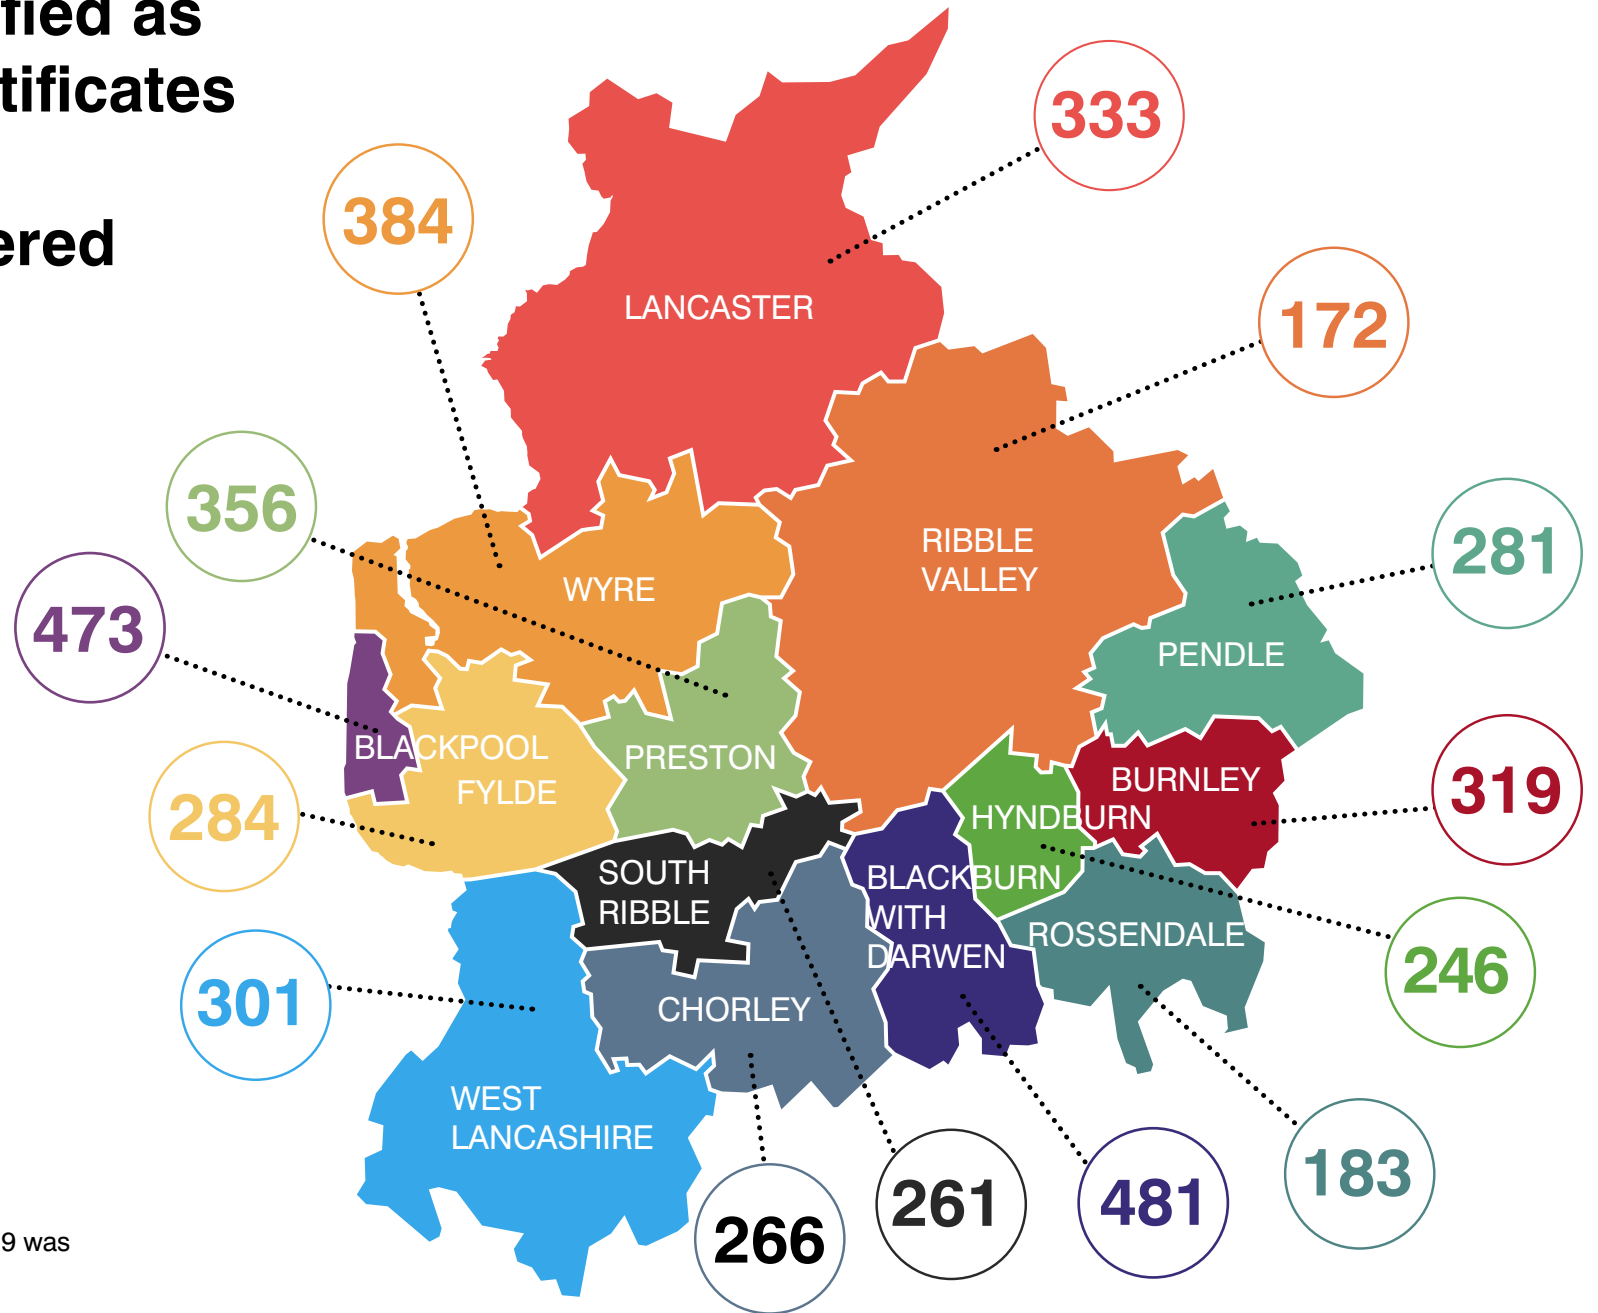 fied as
tificates
ered
333
384
172
LANCASTER
356
281
473
RIBBLE
VALLEY
WYRE
PENDLE
284
BLACKPOOL
FYLDE
PRESTON
BURNLEY
319
HYNDBURN
SOUTH
RIBBLE
BLACKBURN
WITH
DARWEN
ROSSENDALE
246
301
CHORLEY
WEST
LANCASHIRE
266
261
481
183
9 was